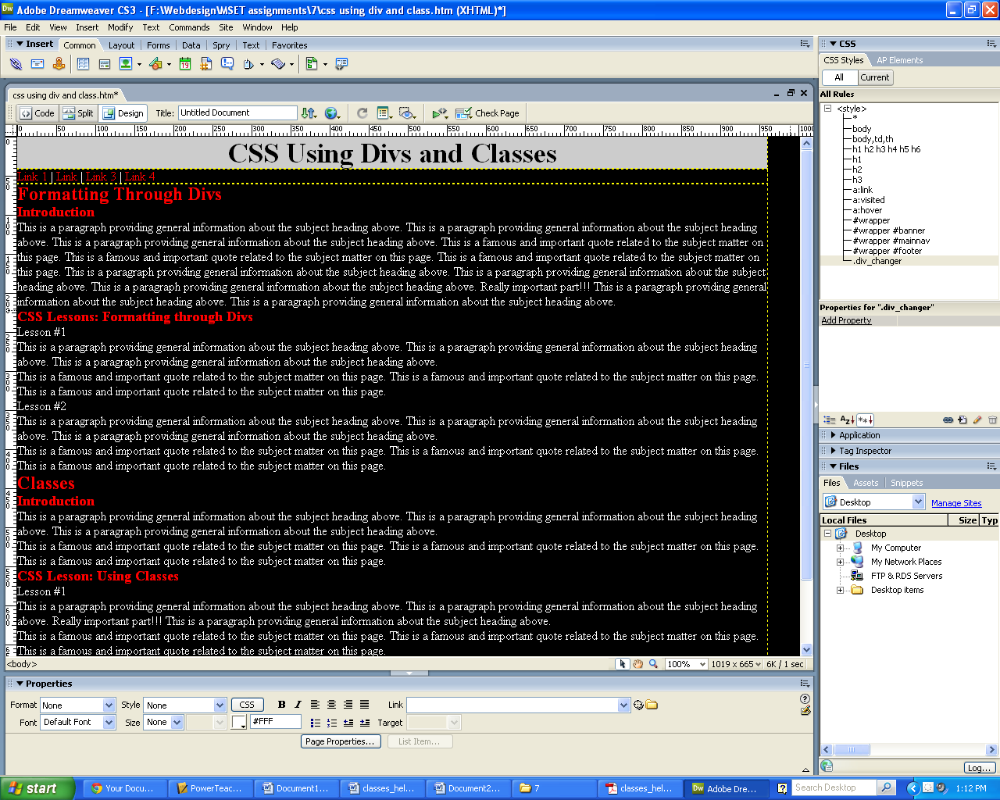 Adobe Dreamweaver CS3 - [F:\Webdesign\MSET assignments\7\css using div and class.htm (XHTML)*]
File Edit View Insert Modify Text Commands Site Window Help
Insert Common Layout Forms Data Spry Text Favorites
css using div and class.htm*
Code Split Design Title: Untitled Document Check Page
0 50 100 150 200 250 300 350 400 450 500 550 600 650 700 750 800 850 900 950 1000
CSS Using Divs and Classes
Link 1 | Link | Link 3 | Link 4
Formatting Through Divs
Introduction
This is a paragraph providing general information about the subject heading above. This is a paragraph providing general information about the subject heading
above. This is a paragraph providing general information about the subject heading above. This is a famous and important quote related to the subject matter on
this page. This is a famous and important quote related to the subject matter on this page. This is a famous and important quote related to the subject matter on
this page. This is a paragraph providing general information about the subject heading above. This is a paragraph providing general information about the subject
heading above. This is a paragraph providing general information about the subject heading above. Really important part!!! This is a paragraph providing general
information about the subject heading above. This is a paragraph providing general information about the subject heading above.
CSS Lessons: Formatting through Divs
Lesson #1
This is a paragraph providing general information about the subject heading above. This is a paragraph providing general information about the subject heading
above. This is a paragraph providing general information about the subject heading above.
This is a famous and important quote related to the subject matter on this page. This is a famous and important quote related to the subject matter on this page.
This is a famous and important quote related to the subject matter on this page.
Lesson #2
This is a paragraph providing general information about the subject heading above. This is a paragraph providing general information about the subject heading
above. This is a paragraph providing general information about the subject heading above.
This is a famous and important quote related to the subject matter on this page. This is a famous and important quote related to the subject matter on this page.
This is a famous and important quote related to the subject matter on this page.
Classes
Introduction
This is a paragraph providing general information about the subject heading above. This is a paragraph providing general information about the subject heading
above. This is a paragraph providing general information about the subject heading above.
This is a famous and important quote related to the subject matter on this page. This is a famous and important quote related to the subject matter on this page.
This is a famous and important quote related to the subject matter on this page.
CSS Lesson: Using Classes
Lesson #1
This is a paragraph providing general information about the subject heading above. This is a paragraph providing general information about the subject heading
above. Really important part!!! This is a paragraph providing general information about the subject heading above.
This is a famous and important quote related to the subject matter on this page. This is a famous and important quote related to the subject matter on this page.
This is a famous and important quote related to the subject matter on this page.
<body> 100% 1019 x 665 6K / 1 sec
Properties
Format None Style None CSS B I Link
Font Default Font Size None #FFF Target
Page Properties... List Item...
CSS
CSS Styles AP Elements
All Current
All Rules
<style>
*
body
body,td,th
h1 h2 h3 h4 h5 h6
h1
h2
h3
a:link
a:visited
a:hover
#wrapper
#wrapper #banner
#wrapper #mainnav
#wrapper #footer
.div_changer
Properties for ".div_changer"
Add Property
Application
Tag Inspector
Files
Files Assets Snippets
Desktop Manage Sites
Local Files Size Typ
Desktop
My Computer
My Network Places
FTP & RDS Servers
Desktop items
Log...
start Your Docu... PowerTeac... Document1... classes_hel... Document2... 7 classes_hel... Adobe Dre... Search Desktop 1:12 PM